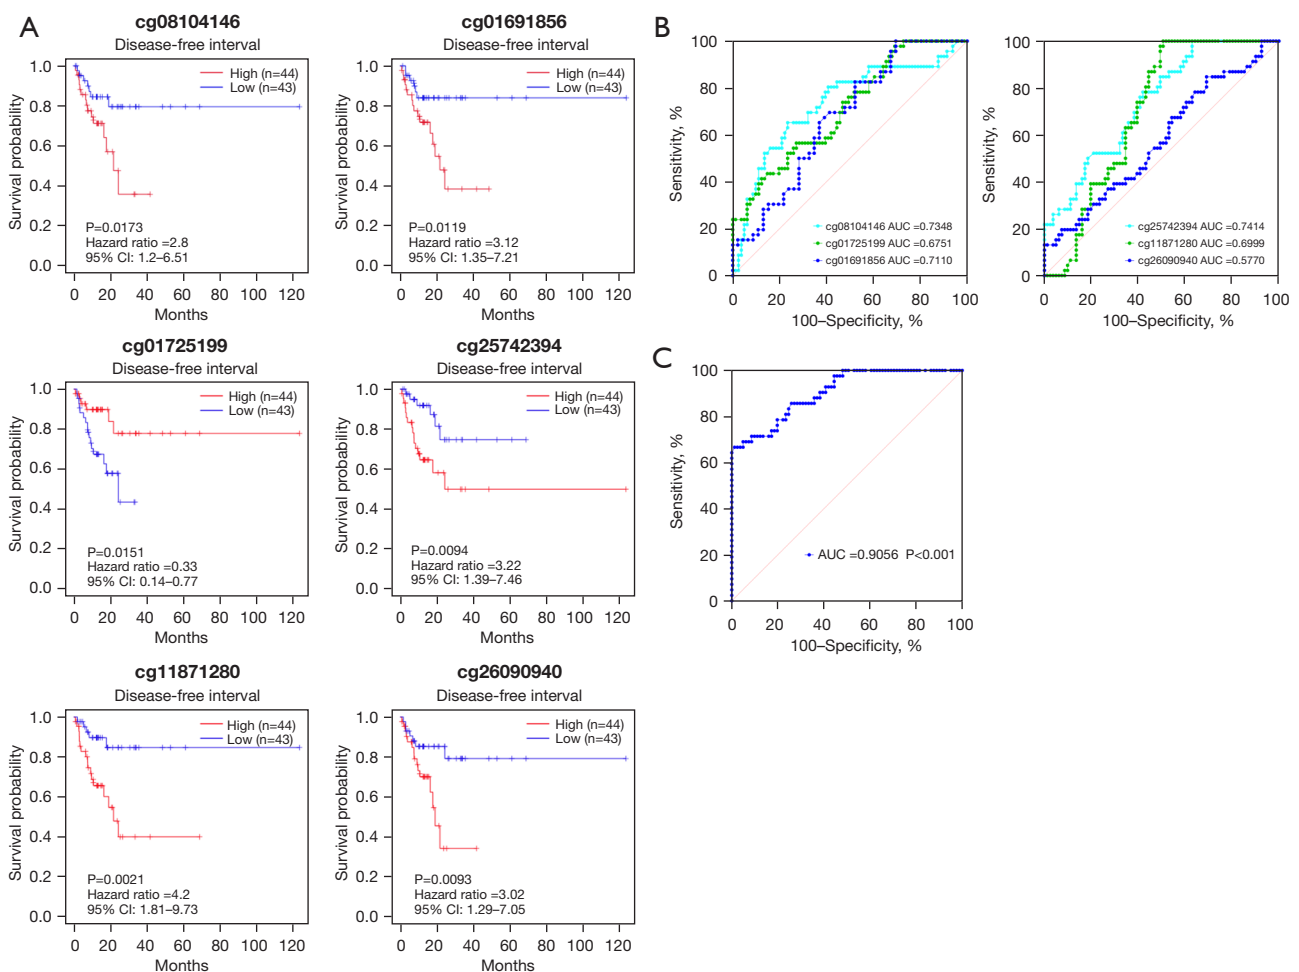 A
cg08104146
Disease-free interval
Survival probability
1.0
0.8
0.6
0.4
0.2
0.0
High (n=44)
Low (n=43)
P=0.0173
Hazard ratio =2.8
95% CI: 1.2–6.51
0 20 40 60 80 100 120
Months
cg01691856
Disease-free interval
Survival probability
1.0
0.8
0.6
0.4
0.2
0.0
High (n=44)
Low (n=43)
P=0.0119
Hazard ratio =3.12
95% CI: 1.35–7.21
0 20 40 60 80 100 120
Months
cg01725199
Disease-free interval
Survival probability
1.0
0.8
0.6
0.4
0.2
0.0
High (n=44)
Low (n=43)
P=0.0151
Hazard ratio =0.33
95% CI: 0.14–0.77
0 20 40 60 80 100 120
Months
cg25742394
Disease-free interval
Survival probability
1.0
0.8
0.6
0.4
0.2
0.0
High (n=44)
Low (n=43)
P=0.0094
Hazard ratio =3.22
95% CI: 1.39–7.46
0 20 40 60 80 100 120
Months
cg11871280
Disease-free interval
Survival probability
1.0
0.8
0.6
0.4
0.2
0.0
High (n=44)
Low (n=43)
P=0.0021
Hazard ratio =4.2
95% CI: 1.81–9.73
0 20 40 60 80 100 120
Months
cg26090940
Disease-free interval
Survival probability
1.0
0.8
0.6
0.4
0.2
0.0
High (n=44)
Low (n=43)
P=0.0093
Hazard ratio =3.02
95% CI: 1.29–7.05
0 20 40 60 80 100 120
Months
B
Sensitivity, %
100
80
60
40
20
0
cg08104146 AUC =0.7348
cg01725199 AUC =0.6751
cg01691856 AUC =0.7110
0 20 40 60 80 100
100–Specificity, %
Sensitivity, %
100
80
60
40
20
0
cg25742394 AUC =0.7414
cg11871280 AUC =0.6999
cg26090940 AUC =0.5770
0 20 40 60 80 100
100–Specificity, %
C
Sensitivity, %
100
80
60
40
20
0
AUC =0.9056 P<0.001
0 20 40 60 80 100
100–Specificity, %